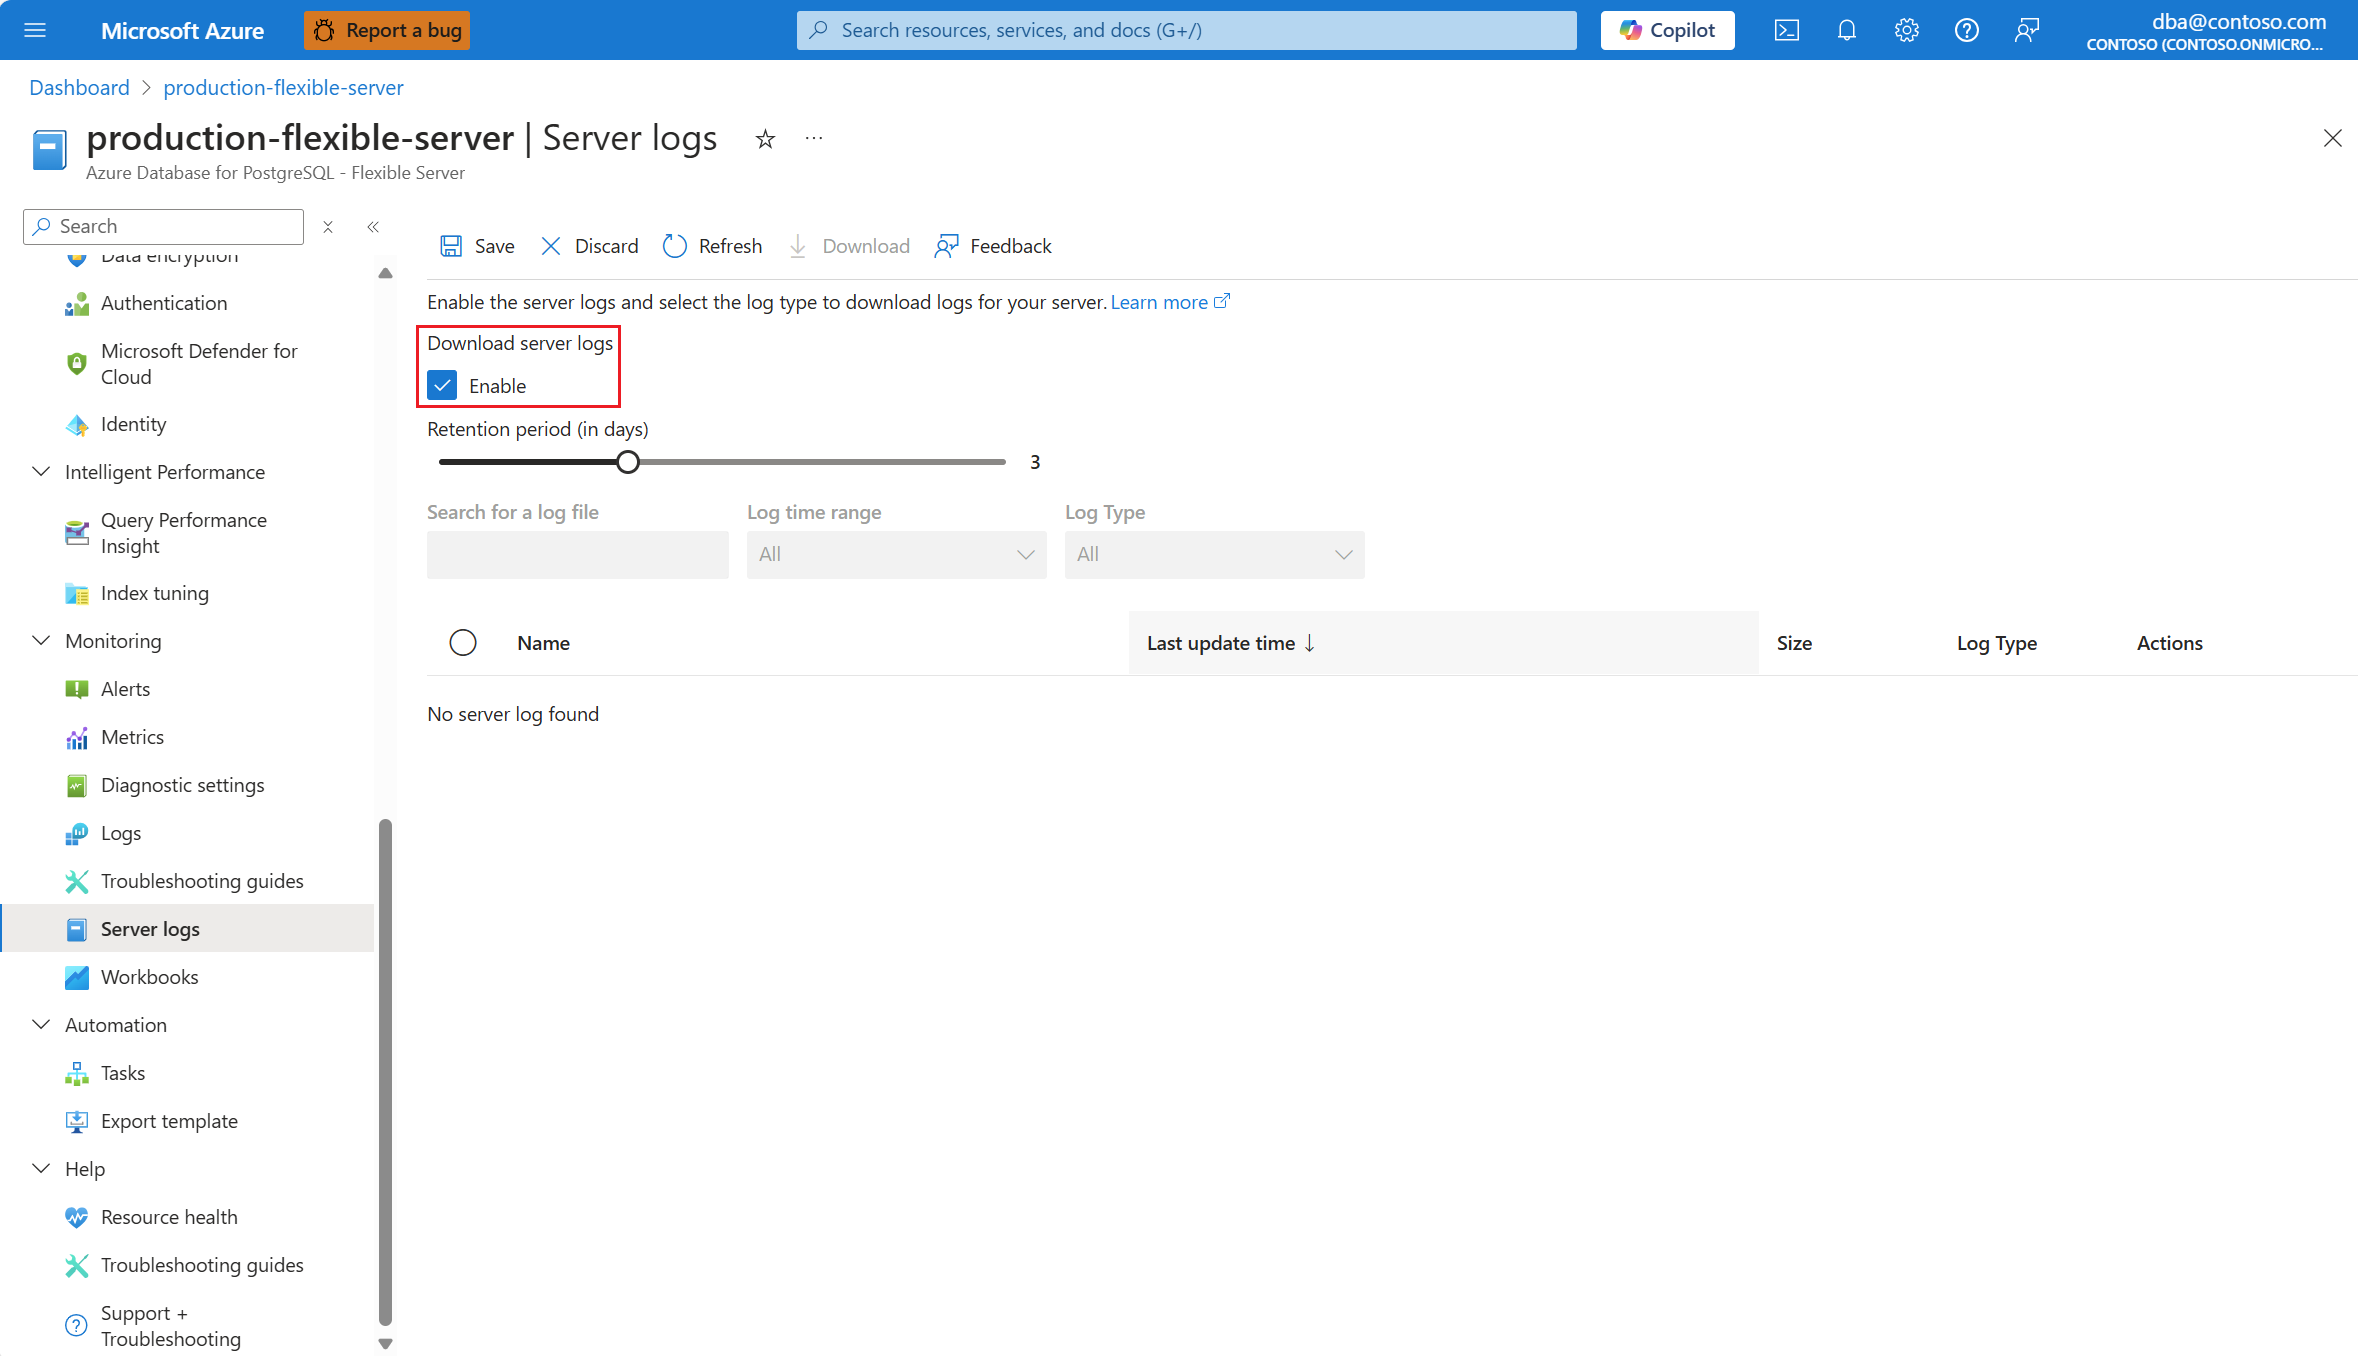 Microsoft Azure
Report a bug
Search resources, services, and docs (G+/)
Copilot
dba@contoso.com
CONTOSO (CONTOSO.ONMICRO...
Dashboard > production-flexible-server
production-flexible-server | Server logs
Azure Database for PostgreSQL - Flexible Server
Search
Data encryption
Authentication
Microsoft Defender for
Cloud
Identity
Intelligent Performance
Query Performance
Insight
Index tuning
Monitoring
Alerts
Metrics
Diagnostic settings
Logs
Troubleshooting guides
Server logs
Workbooks
Automation
Tasks
Export template
Help
Resource health
Troubleshooting guides
Support +
Troubleshooting
Save Discard Refresh Download Feedback
Enable the server logs and select the log type to download logs for your server. Learn more
Download server logs
Enable
Retention period (in days)
3
Search for a log file Log time range Log Type
All All
Name Last update time Size Log Type Actions
No server log found